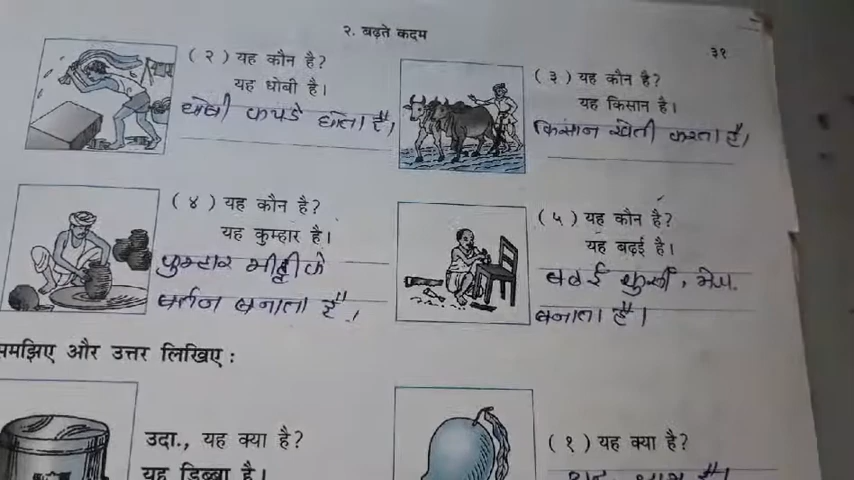 २. बढ़ते कदम
३१
( २ ) यह कौन है?
यह धोबी है।
धोबी कपडे धोता है।
( ३ ) यह कौन है?
यह किसान है।
किसान खेती करता है।
( ४ ) यह कौन है?
यह कुम्हार है।
कुम्हार मीट्टी के
बर्तन बनाता है।
( ५ ) यह कौन है?
यह बढ़ई है।
बढई कुर्सी, मेज.
बनाता है।
समझिए और उत्तर लिखिए :
उदा., यह क्या है?
यह डिब्बा है।
( १ ) यह क्या है?